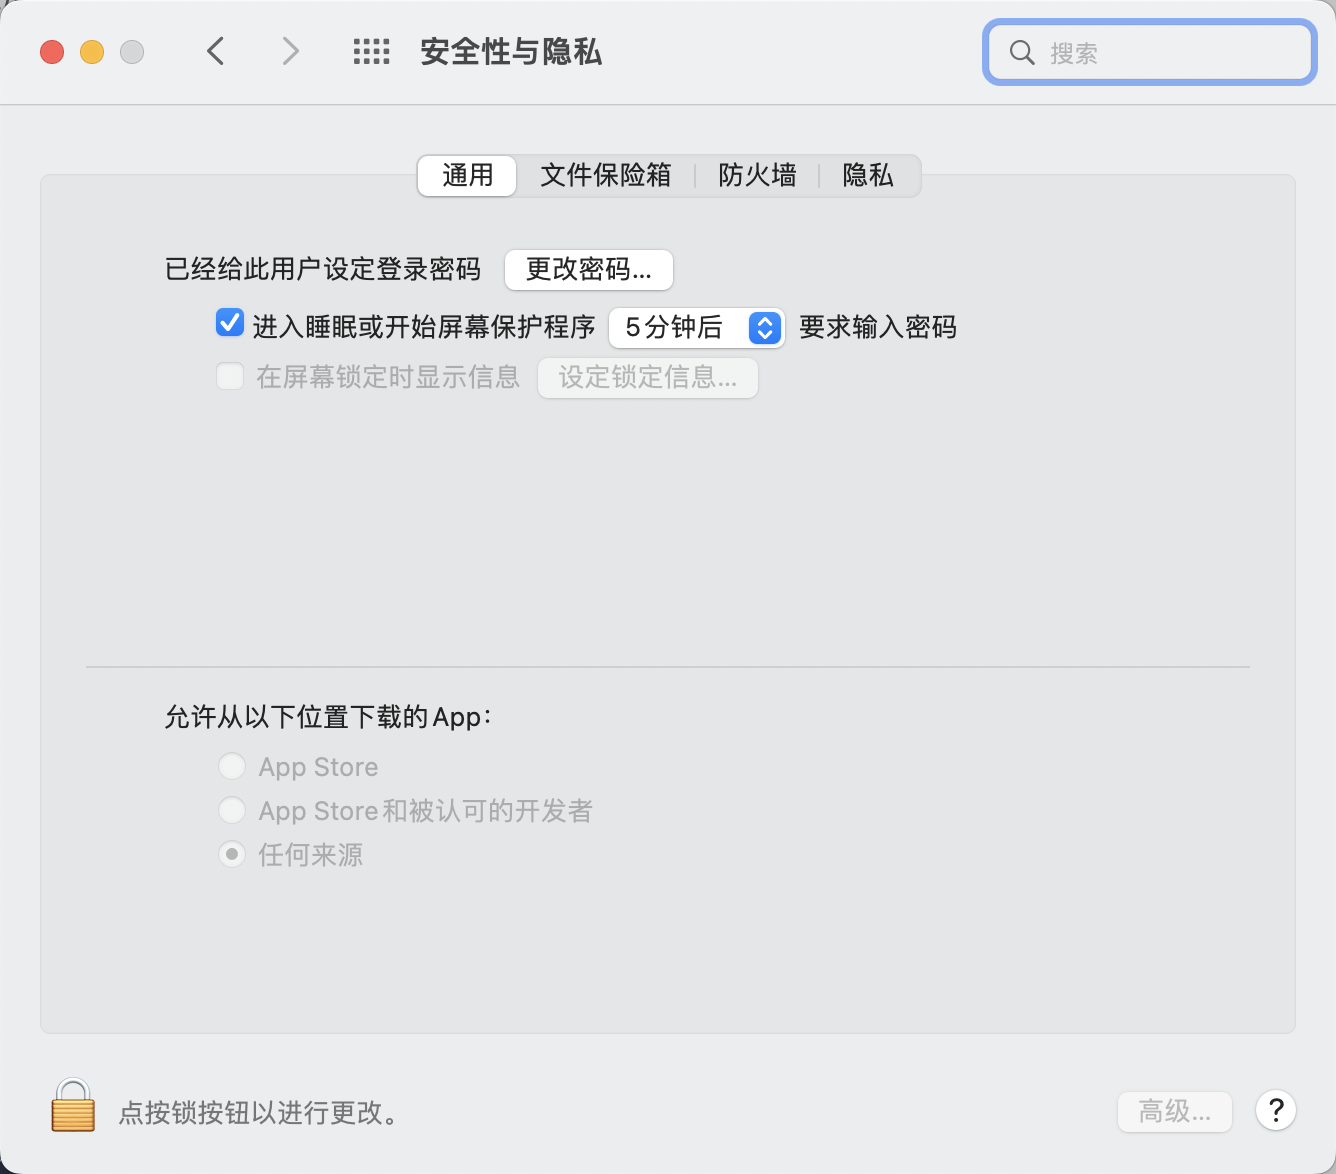 安全性与隐私
搜索
通用 文件保险箱 防火墙 隐私
已经给此用户设定登录密码 更改密码...
进入睡眠或开始屏幕保护程序 5分钟后 要求输入密码
在屏幕锁定时显示信息 设定锁定信息...
允许从以下位置下载的App：
App Store
App Store和被认可的开发者
任何来源
点按锁按钮以进行更改。
高级... ?